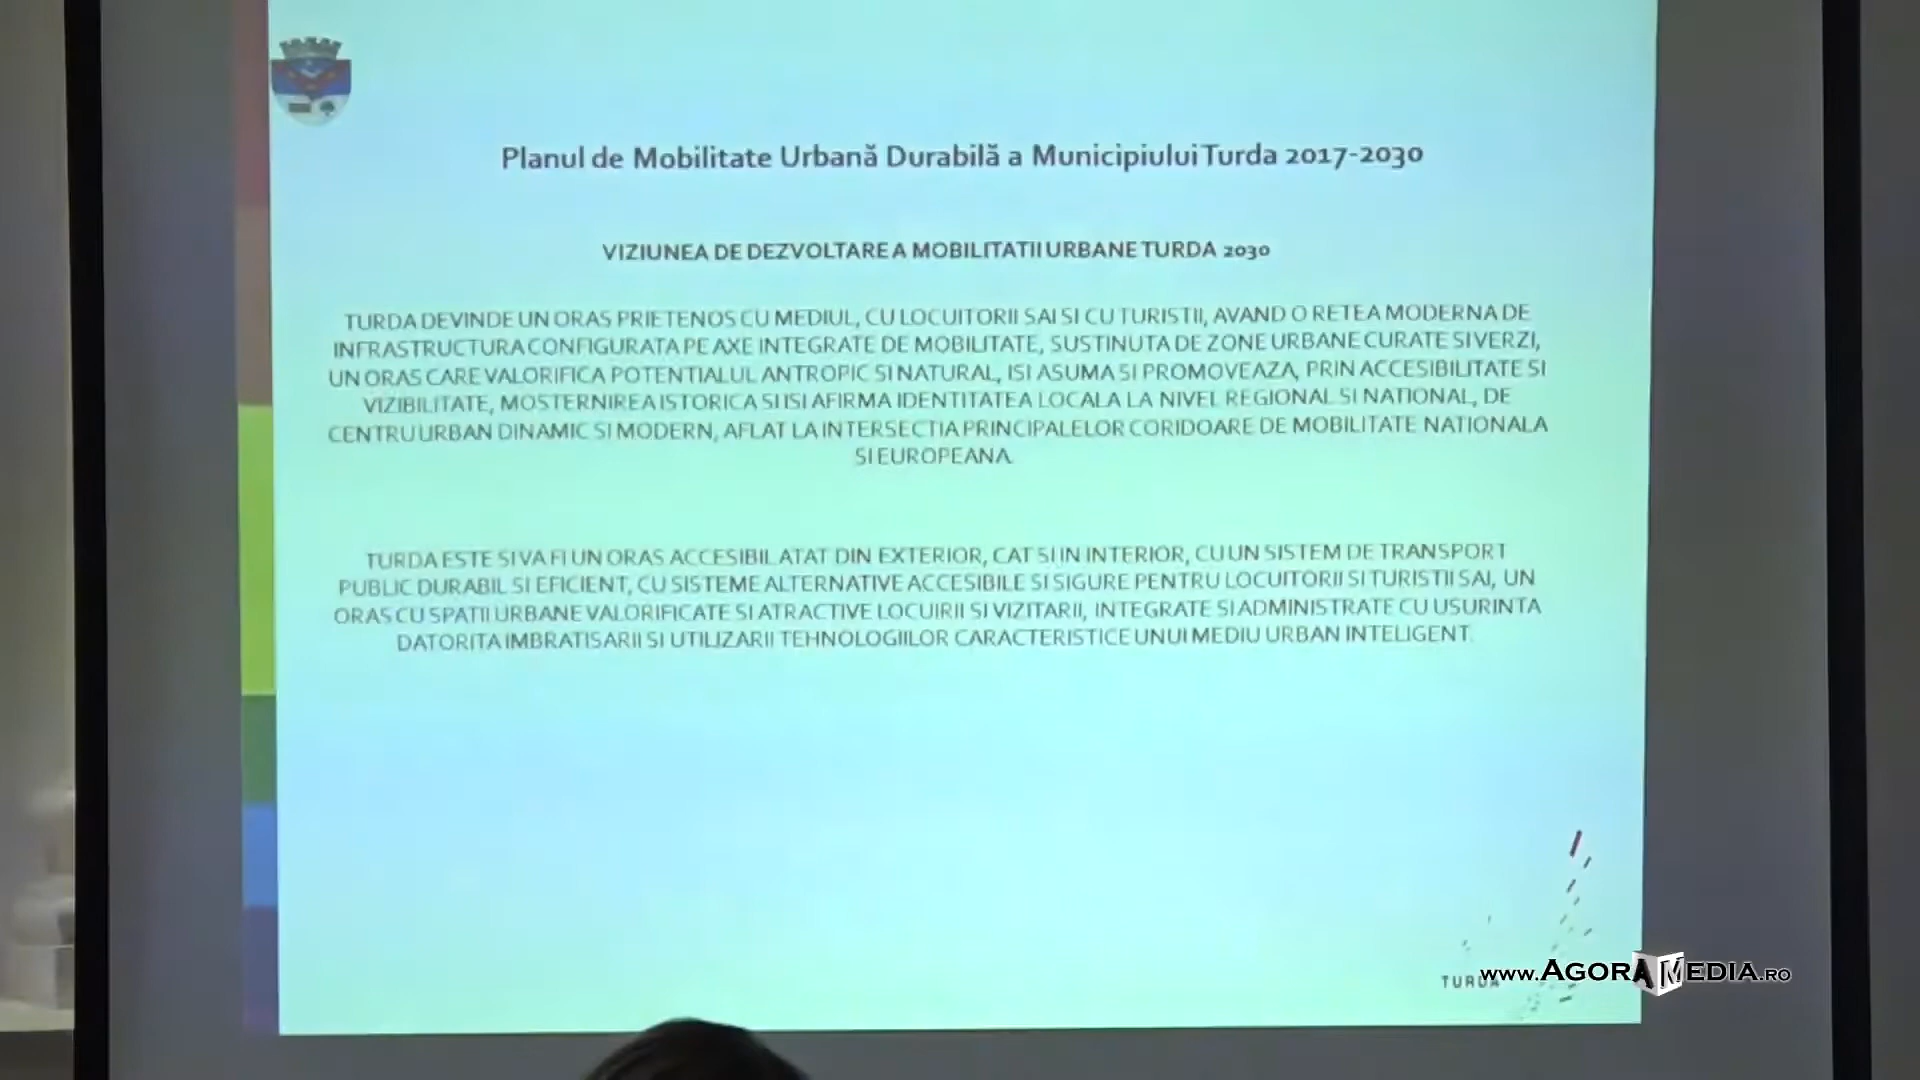 Planul de Mobilitate Urbană Durabilă a Municipiului Turda 2017-2030
VIZIUNEA DE DEZVOLTARE A MOBILITATII URBANE TURDA 2030
TURDA DEVINDE UN ORAS PRIETENOS CU MEDIUL, CU LOCUITORII SAI SI CU TURISTII, AVAND O RETEA MODERNA DE
INFRASTRUCTURA CONFIGURATA PE AXE INTEGRATE DE MOBILITATE, SUSTINUTA DE ZONE URBANE CURATE SI VERZI,
UN ORAS CARE VALORIFICA POTENTIALUL ANTROPIC SI NATURAL, ISI ASUMA SI PROMOVEAZA, PRIN ACCESIBILITATE SI
VIZIBILITATE, MOSTERNIREA ISTORICA SI ISI AFIRMA IDENTITATEA LOCALA LA NIVEL REGIONAL SI NATIONAL, DE
CENTRU URBAN DINAMIC SI MODERN, AFLAT LA INTERSECTIA PRINCIPALELOR CORIDOARE DE MOBILITATE NATIONALA
SI EUROPEANA.
TURDA ESTE SI VA FI UN ORAS ACCESIBIL ATAT DIN EXTERIOR, CAT SI IN INTERIOR, CU UN SISTEM DE TRANSPORT
PUBLIC DURABIL SI EFICIENT, CU SISTEME ALTERNATIVE ACCESIBILE SI SIGURE PENTRU LOCUITORII SI TURISTII SAI, UN
ORAS CU SPATII URBANE VALORIFICATE SI ATRACTIVE LOCUIRII SI VIZITARII, INTEGRATE SI ADMINISTRATE CU USURINTA
DATORITA IMBRATISARII SI UTILIZARII TEHNOLOGIILOR CARACTERISTICE UNUI MEDIU URBAN INTELIGENT.
TURDA
www.AGORAMEDIA.RO